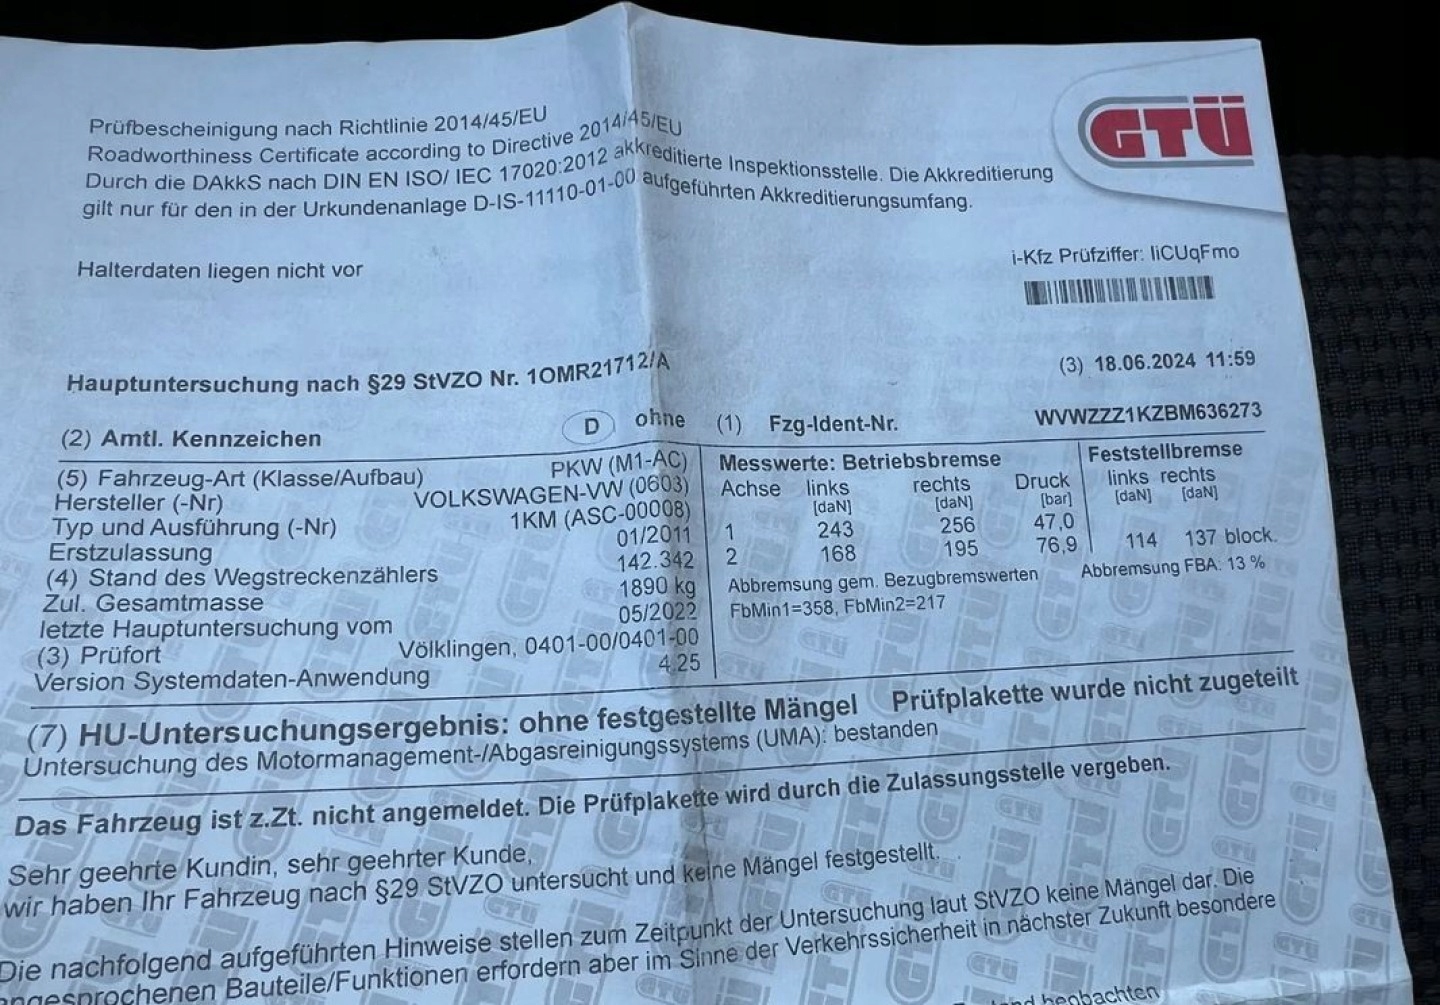 GTÜ
Prüfbescheinigung nach Richtlinie 2014/45/EU
Roadworthiness Certificate according to Directive 2014/45/EU
Durch die DAkkS nach DIN EN ISO/ IEC 17020:2012 akkreditierte Inspektionsstelle. Die Akkreditierung
gilt nur für den in der Urkundenanlage D-IS-11110-01-00 aufgeführten Akkreditierungsumfang.
Halterdaten liegen nicht vor
i-Kfz Prüfziffer: liCUqFmo
Hauptuntersuchung nach §29 StVZO Nr. 1OMR21712/A
(3) 18.06.2024 11:59
(2) Amtl. Kennzeichen D ohne
(1) Fzg-Ident-Nr. WVWZZZ1KZBM636273
(5) Fahrzeug-Art (Klasse/Aufbau) PKW (M1-AC)
Hersteller (-Nr) VOLKSWAGEN-VW (0603)
Typ und Ausführung (-Nr) 1KM (ASC-00008)
Erstzulassung 01/2011
(4) Stand des Wegstreckenzählers 142.342
Zul. Gesamtmasse 1890 kg
letzte Hauptuntersuchung vom 05/2022
(3) Prüfort Völklingen, 0401-00/0401-00
Version Systemdaten-Anwendung 4.25
Messwerte: Betriebsbremse Feststellbremse
Achse links rechts Druck links rechts
[daN] [daN] [bar] [daN] [daN]
1 243 256 47,0
2 168 195 76,9 114 137 block.
Abbremsung gem. Bezugbremswerten Abbremsung FBA: 13 %
FbMin1=358, FbMin2=217
(7) HU-Untersuchungsergebnis: ohne festgestellte Mängel Prüfplakette wurde nicht zugeteilt
Untersuchung des Motormanagement-/Abgasreinigungssystems (UMA): bestanden
Das Fahrzeug ist z.Zt. nicht angemeldet. Die Prüfplakette wird durch die Zulassungsstelle vergeben.
Sehr geehrte Kundin, sehr geehrter Kunde,
wir haben Ihr Fahrzeug nach §29 StVZO untersucht und keine Mängel festgestellt.
Die nachfolgend aufgeführten Hinweise stellen zum Zeitpunkt der Untersuchung laut StVZO keine Mängel dar. Die
angesprochenen Bauteile/Funktionen erfordern aber im Sinne der Verkehrssicherheit in nächster Zukunft besondere
beobachten